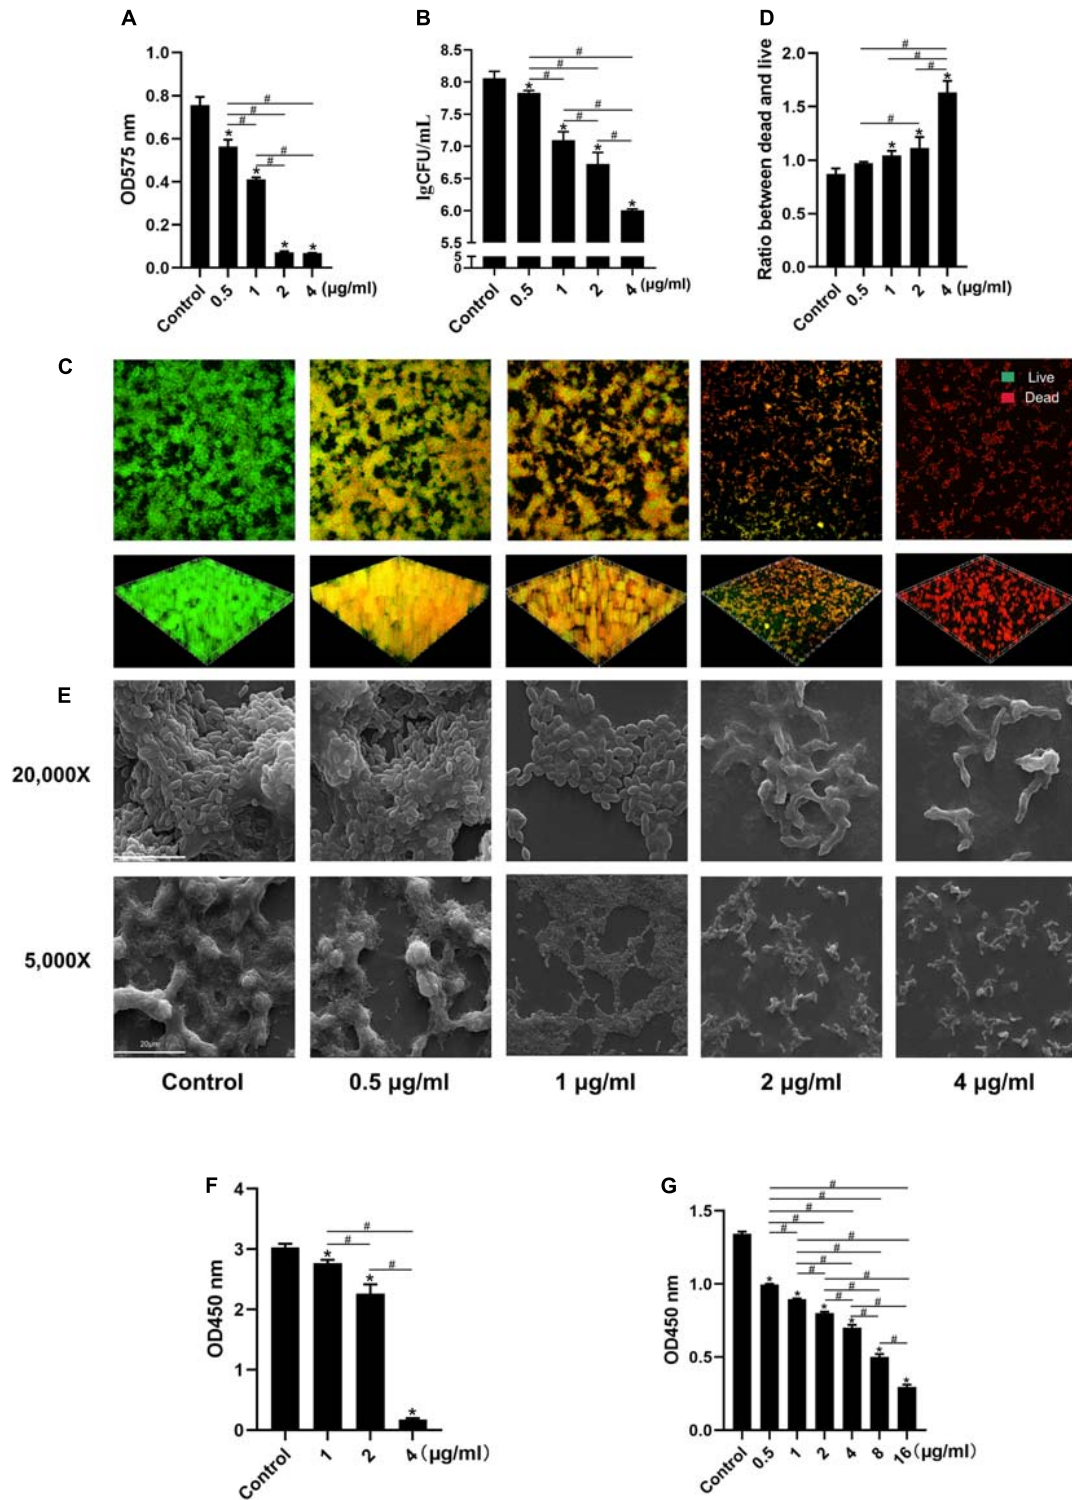 A
OD575 nm
1.0
0.8
0.6
0.4
0.2
0.0
# # # # #
* * * *
Control 0.5 1 2 4 (μg/ml)
B
lgCFU/mL
8.5
8.0
7.5
7.0
6.5
6.0
5.5
5
0
# # # # # #
* * * *
Control 0.5 1 2 4 (μg/ml)
D
Ratio between dead and live
2.0
1.5
1.0
0.5
0.0
# # # #
* * *
Control 0.5 1 2 4 (μg/ml)
C
Live
Dead
E
20,000X
5,000X
20μm
Control 0.5 μg/ml 1 μg/ml 2 μg/ml 4 μg/ml
F
OD450 nm
4
3
2
1
0
# # #
* * *
Control 1 2 4 (μg/ml)
G
OD450 nm
1.5
1.0
0.5
0.0
# # # # # # # # # # # # # # #
* * * * * *
Control 0.5 1 2 4 8 16 (μg/ml)